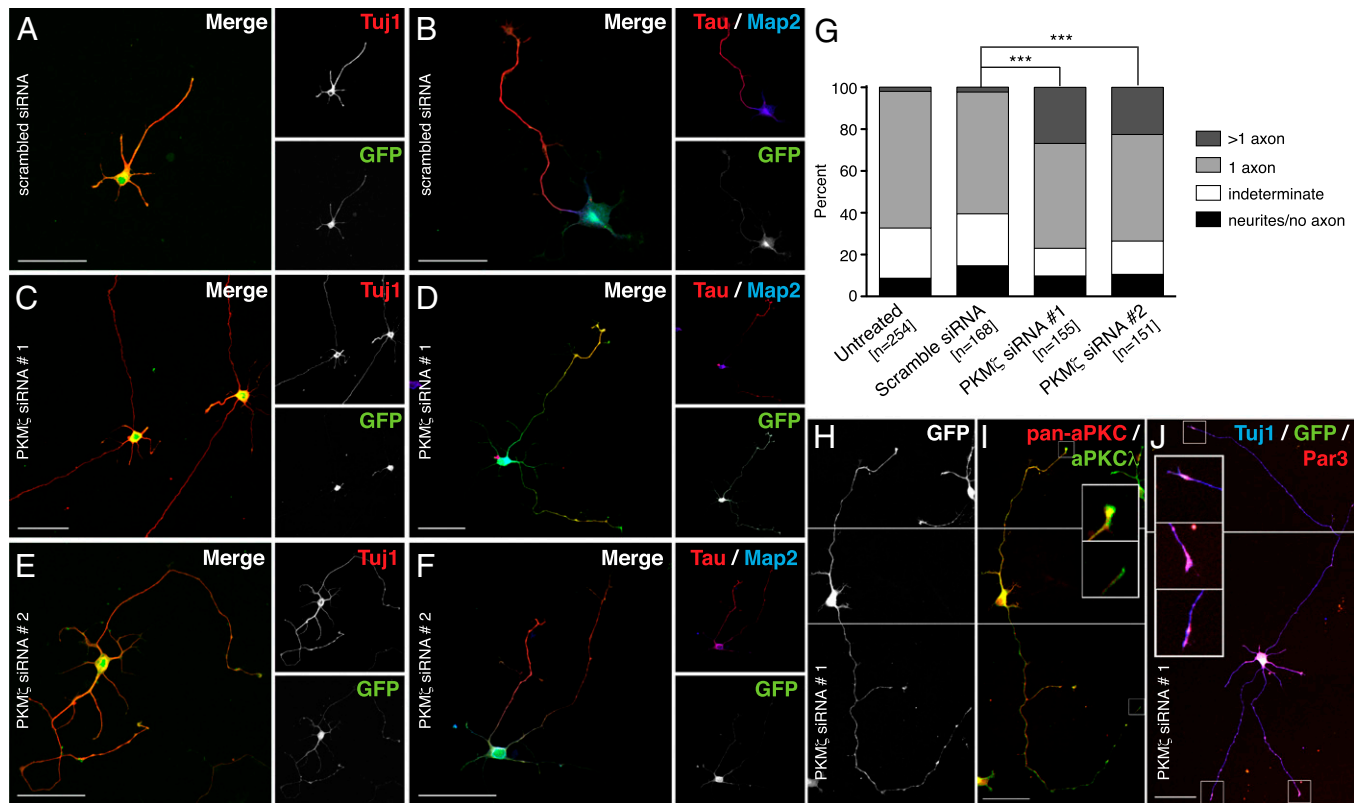 A
Merge
scrambled siRNA
Tuj1
GFP
B
Merge
scrambled siRNA
Tau / Map2
GFP
C
Merge
PKMζ siRNA # 1
Tuj1
GFP
D
Merge
PKMζ siRNA # 1
Tau / Map2
GFP
E
Merge
PKMζ siRNA # 2
Tuj1
GFP
F
Merge
PKMζ siRNA # 2
Tau / Map2
GFP
G
***
***
100
80
60
40
20
0
Percent
>1 axon
1 axon
indeterminate
neurites/no axon
Untreated
[n=254]
Scramble siRNA
[n=168]
PKMζ siRNA #1
[n=155]
PKMζ siRNA #2
[n=151]
H
GFP
PKMζ siRNA # 1
I
pan-aPKC /
aPKCλ
J
Tuj1 / GFP /
Par3
PKMζ siRNA # 1